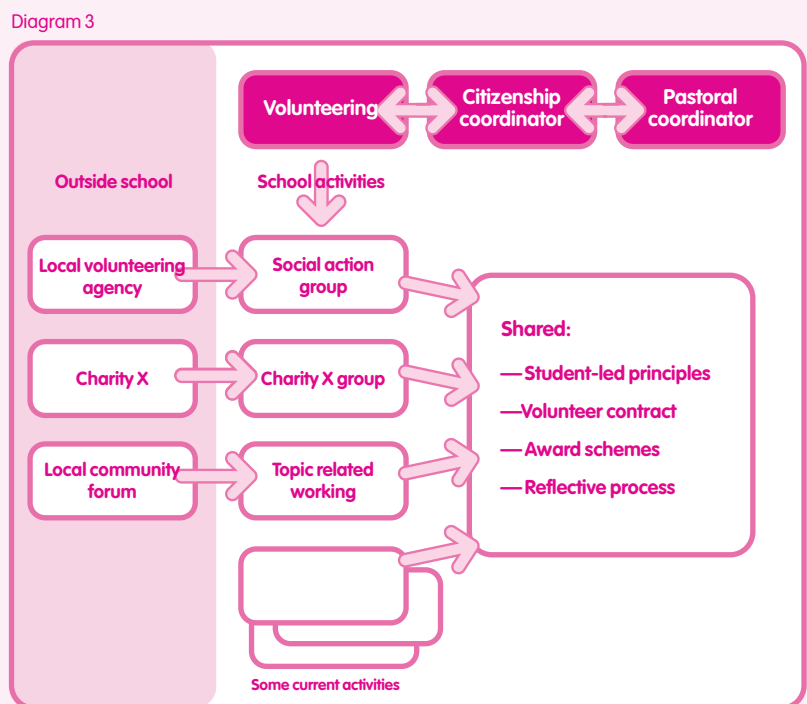 Diagram 3
Volunteering
Citizenship
coordinator
Pastoral
coordinator
Outside school
School activities
Local volunteering
agency
Social action
group
Charity X
Charity X group
Local community
forum
Topic related
working
Shared:
— Student-led principles
—Volunteer contract
— Award schemes
— Reflective process
Some current activities